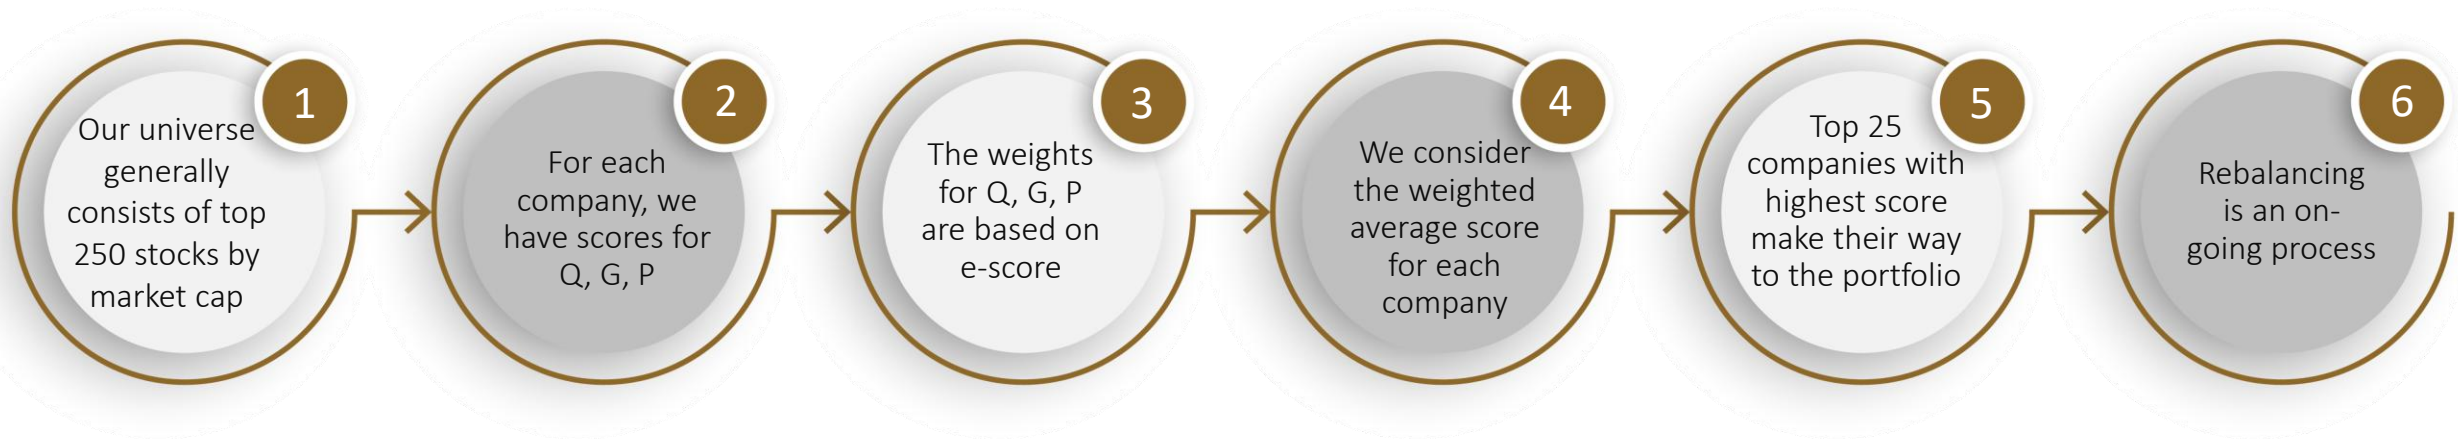 1
Our universe
generally
consists of top
250 stocks by
market cap
2
For each
company, we
have scores for
Q, G, P
3
The weights
for Q, G, P
are based on
e-score
4
We consider
the weighted
average score
for each
company
5
Top 25
companies with
highest score
make their way
to the portfolio
6
Rebalancing
is an on-
going process